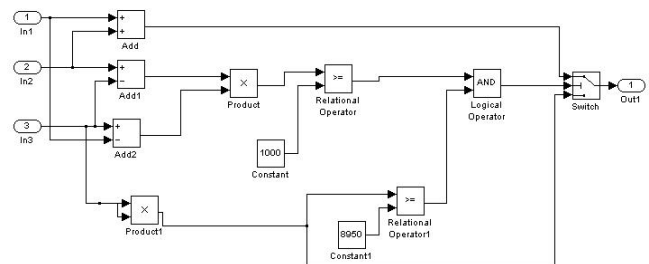 1
In1
+
+
Add
2
In2
+
−
Add1
×
Product
>=
Relational
Operator
AND
Logical
Operator
Switch
1
Out1
3
In3
+
−
Add2
1000
Constant
×
Product1
>=
Relational
Operator1
8950
Constant1